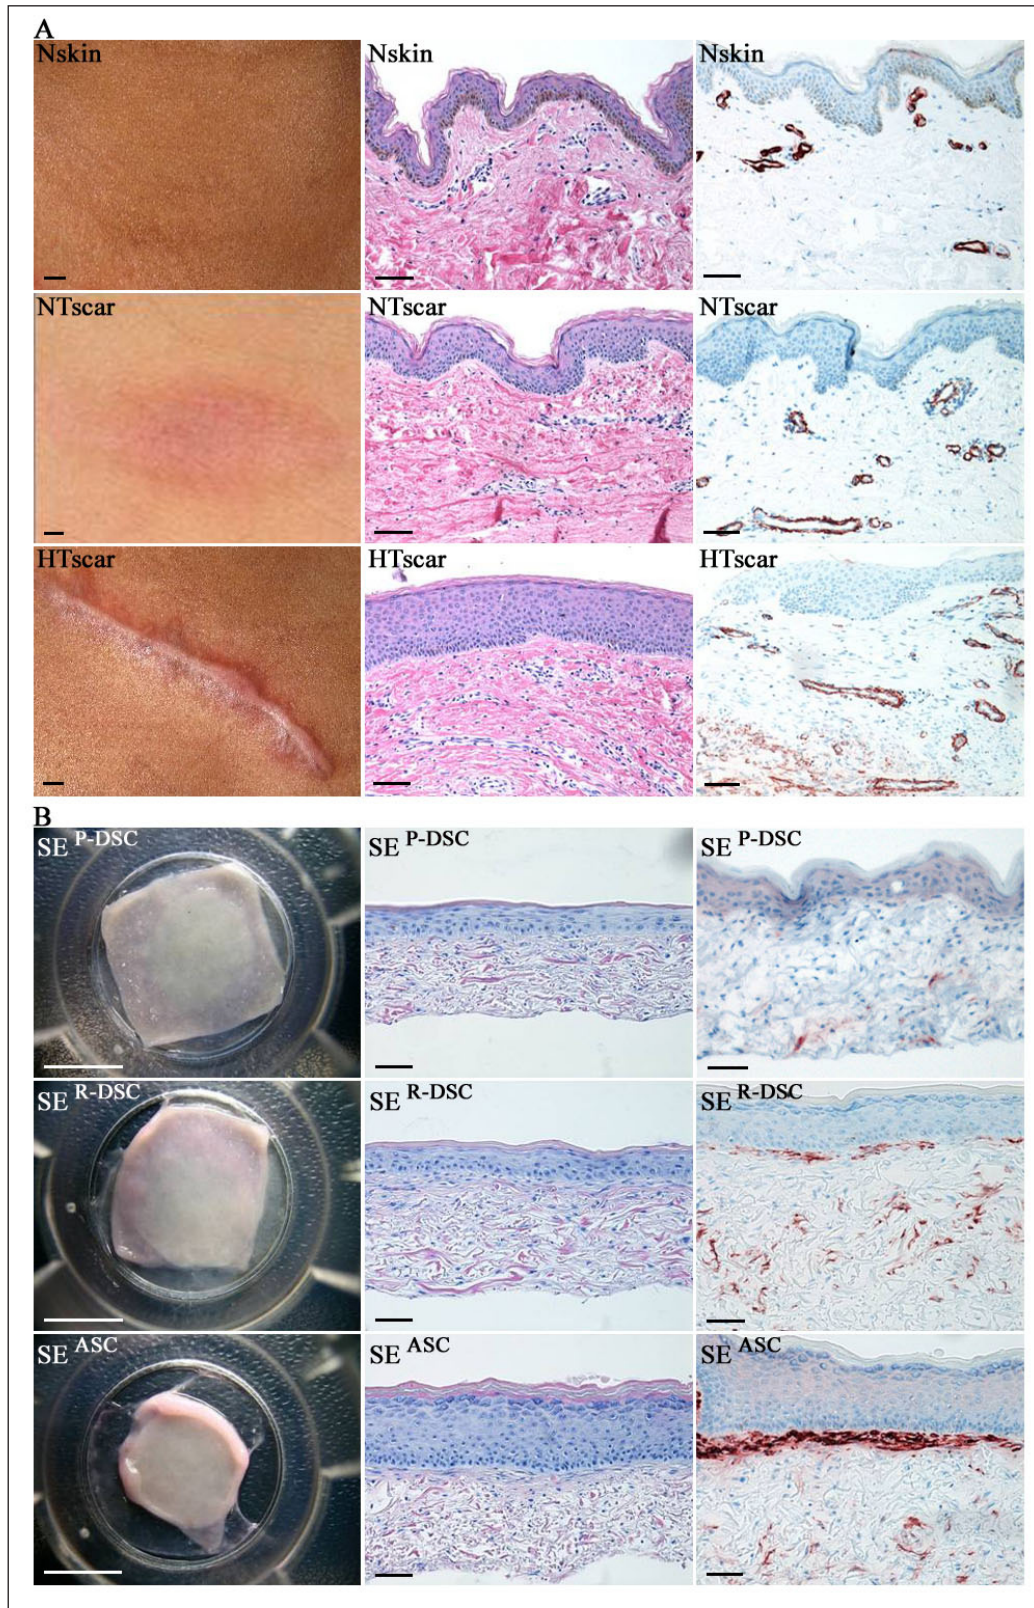 A
Nskin
Nskin
Nskin
NTscar
NTscar
NTscar
HTscar
HTscar
HTscar
B
SE P-DSC
SE P-DSC
SE P-DSC
SE R-DSC
SE R-DSC
SE R-DSC
SE ASC
SE ASC
SE ASC